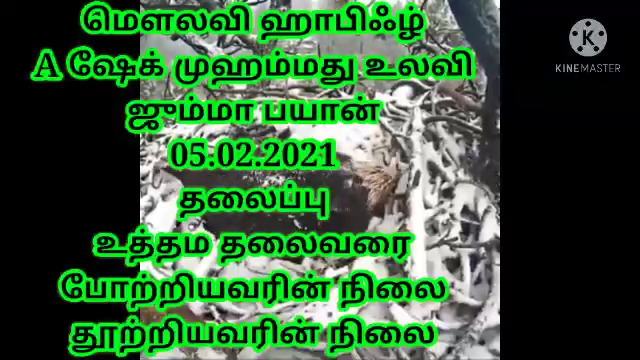 மௌலவி ஹாபிஃழ்
A ஷேக் முஹம்மது உலவி
ஜும்மா பயான்
05.02.2021
தலைப்பு
உத்தம தலைவரை
போற்றியவரின் நிலை
தூற்றியவரின் நிலை
K
KINEMASTER